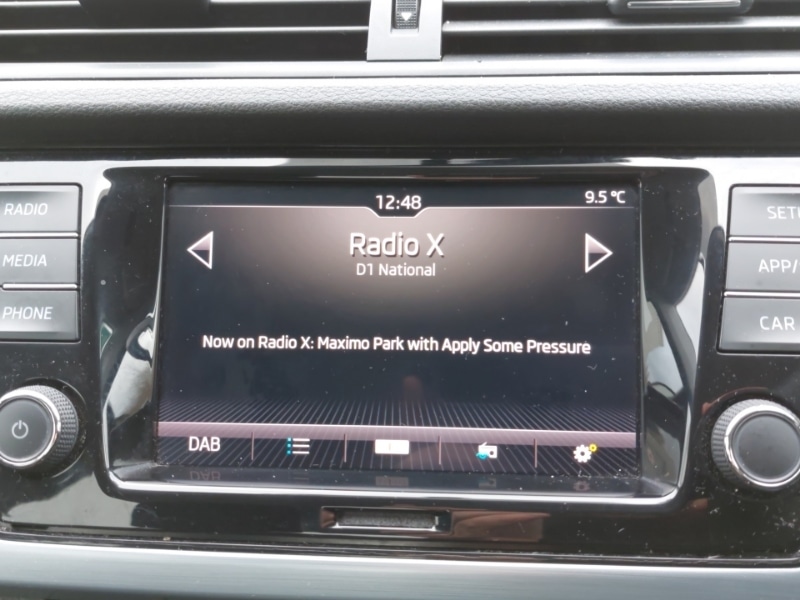 12:48
9.5 °C
RADIO
MEDIA
PHONE
Radio X
D1 National
Now on Radio X: Maximo Park with Apply Some Pressure
DAB
APP/
CAR